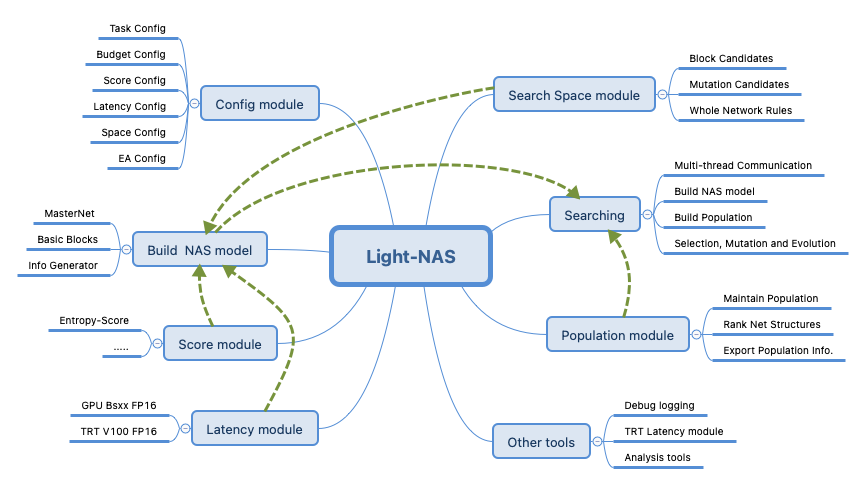 Task Config
Budget Config
Score Config
Latency Config
Space Config
EA Config
Config module
Search Space module
Block Candidates
Mutation Candidates
Whole Network Rules
MasterNet
Basic Blocks
Info Generator
Build NAS model
Light-NAS
Searching
Multi-thread Communication
Build NAS model
Build Population
Selection, Mutation and Evolution
Entropy-Score
.....
Score module
Population module
Maintain Population
Rank Net Structures
Export Population Info.
GPU Bsxx FP16
TRT V100 FP16
Latency module
Other tools
Debug logging
TRT Latency module
Analysis tools